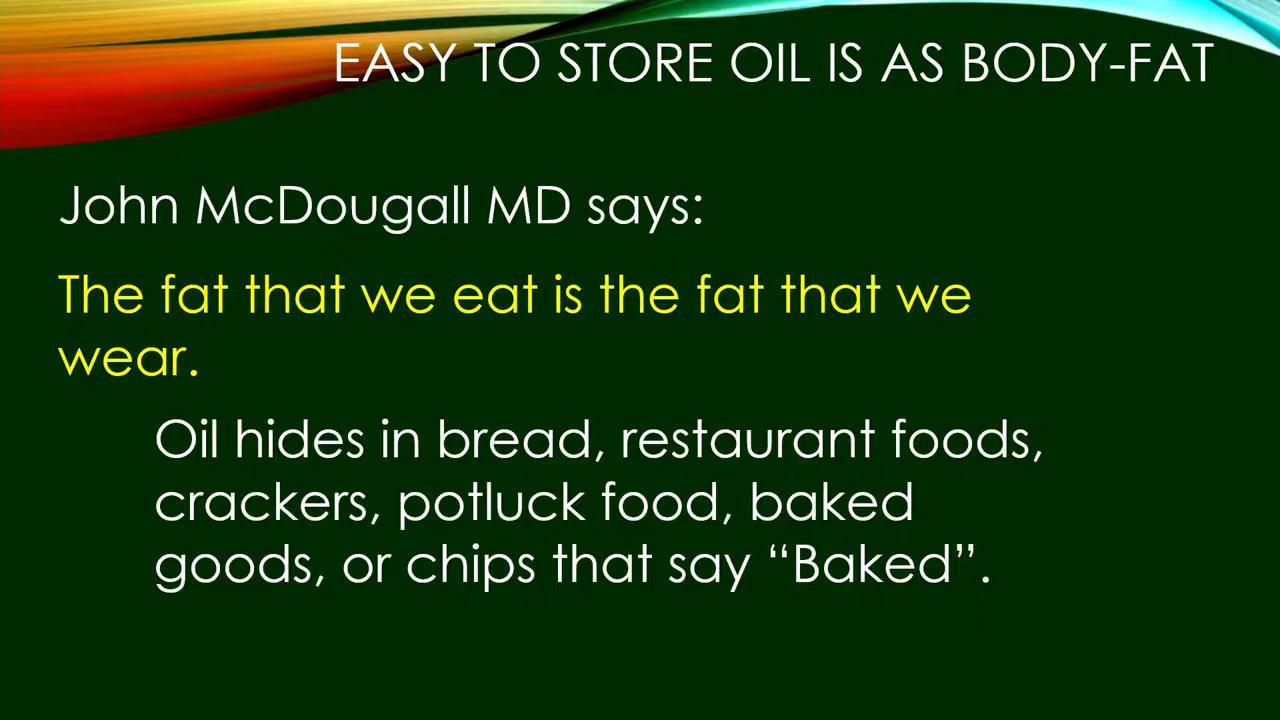 EASY TO STORE OIL IS AS BODY-FAT
John McDougall MD says:
The fat that we eat is the fat that we
wear.
Oil hides in bread, restaurant foods,
crackers, potluck food, baked
goods, or chips that say “Baked”.